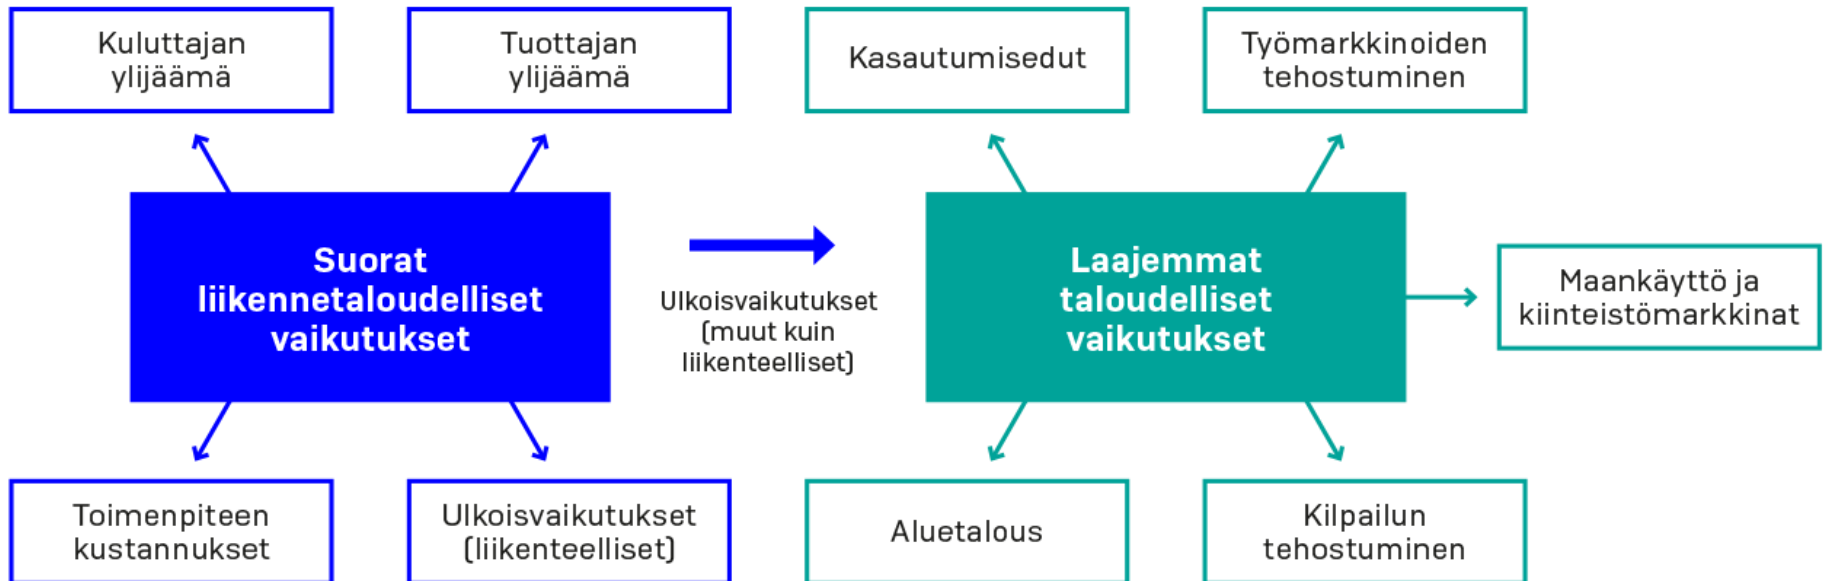 Kuluttajan
ylijäämä
Tuottajan
ylijäämä
Kasautumisedut
Työmarkkinoiden
tehostuminen
Suorat
liikennetaloudelliset
vaikutukset
Ulkoisvaikutukset
(muut kuin
liikenteelliset)
Laajemmat
taloudelliset
vaikutukset
Maankäyttö ja
kiinteistömarkkinat
Toimenpiteen
kustannukset
Ulkoisvaikutukset
(liikenteelliset)
Aluetalous
Kilpailun
tehostuminen